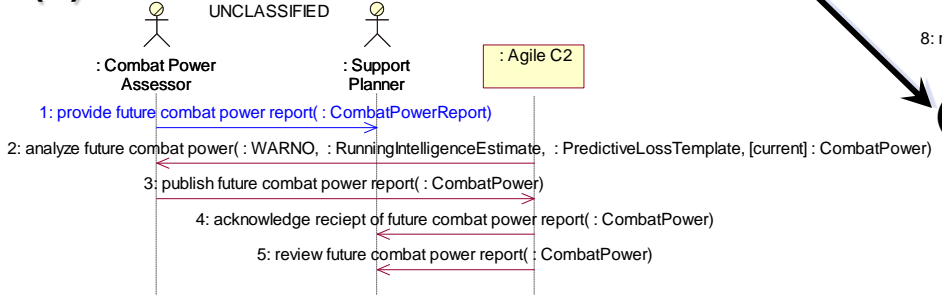 UNCLASSIFIED
8:
: Combat Power
Assessor
: Support
Planner
: Agile C2
1: provide future combat power report( : CombatPowerReport)
2: analyze future combat power( : WARNO, : RunningIntelligenceEstimate, : PredictiveLossTemplate, [current] : CombatPower)
3: publish future combat power report( : CombatPower)
4: acknowledge reciept of future combat power report( : CombatPower)
5: review future combat power report( : CombatPower)